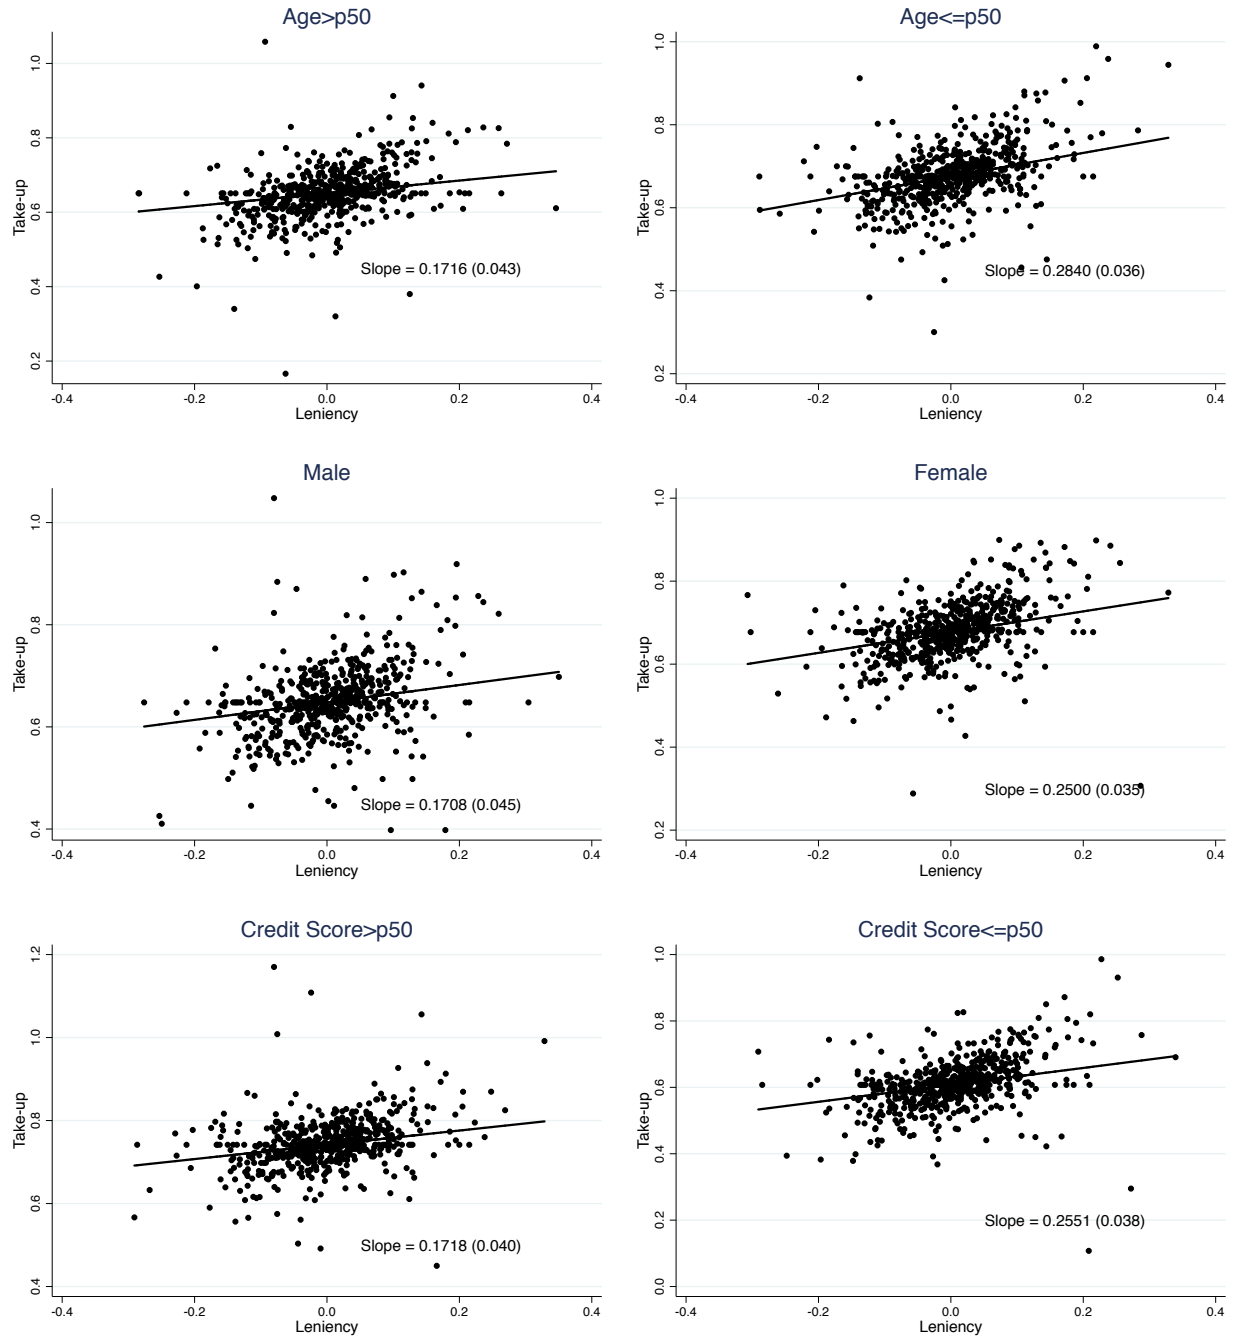 Age>p50
1.0
0.8
0.6
0.4
0.2
Take-up
Slope = 0.1716 (0.043)
-0.4 -0.2 0.0 0.2 0.4
Leniency
Age<=p50
1.0
0.8
0.6
0.4
0.2
Take-up
Slope = 0.2840 (0.036)
-0.4 -0.2 0.0 0.2 0.4
Leniency
Male
1.0
0.8
0.6
0.4
Take-up
Slope = 0.1708 (0.045)
-0.4 -0.2 0.0 0.2 0.4
Leniency
Female
1.0
0.8
0.6
0.4
0.2
Take-up
Slope = 0.2500 (0.035)
-0.4 -0.2 0.0 0.2 0.4
Leniency
Credit Score>p50
1.2
1.0
0.8
0.6
0.4
Take-up
Slope = 0.1718 (0.040)
-0.4 -0.2 0.0 0.2 0.4
Leniency
Credit Score<=p50
1.0
0.8
0.6
0.4
0.2
0.0
Take-up
Slope = 0.2551 (0.038)
-0.4 -0.2 0.0 0.2 0.4
Leniency